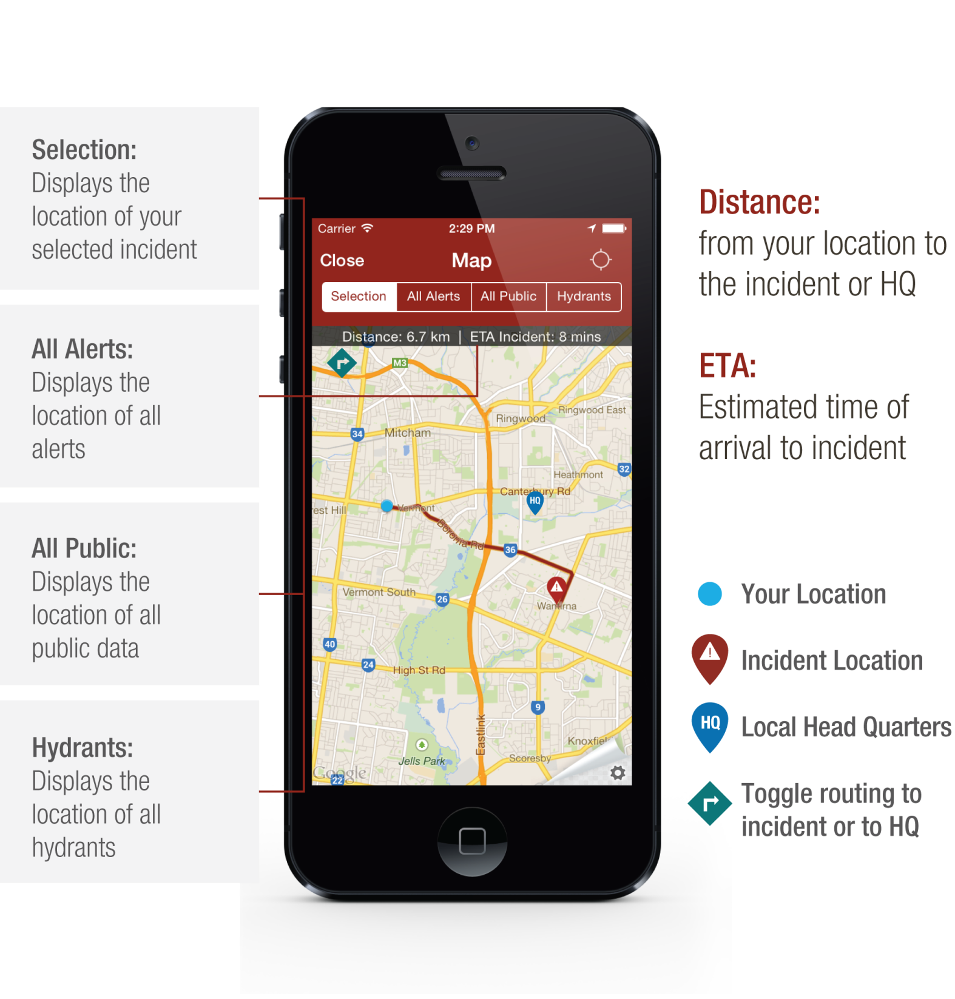 Selection:
Displays the
location of your
selected incident
All Alerts:
Displays the
location of all
alerts
All Public:
Displays the
location of all
public data
Hydrants:
Displays the
location of all
hydrants
Carrier 2:29 PM
Close Map
Selection All Alerts All Public Hydrants
Distance: 6.7 km | ETA Incident: 8 mins
M3
Ringwood East
Ringwood
34 Mitcham
32
Heathmont
Canterbury Rd
HQ
rest Hill Vermont
Boronia Rd
36
Vermont South
26
Wantirna
40
24
High St Rd
9
Eastlink
Knoxfiel
Jells Park
Scoresby
Google
22
Distance:
from your location to
the incident or HQ
ETA:
Estimated time of
arrival to incident
Your Location
Incident Location
HQ Local Head Quarters
Toggle routing to
incident or to HQ